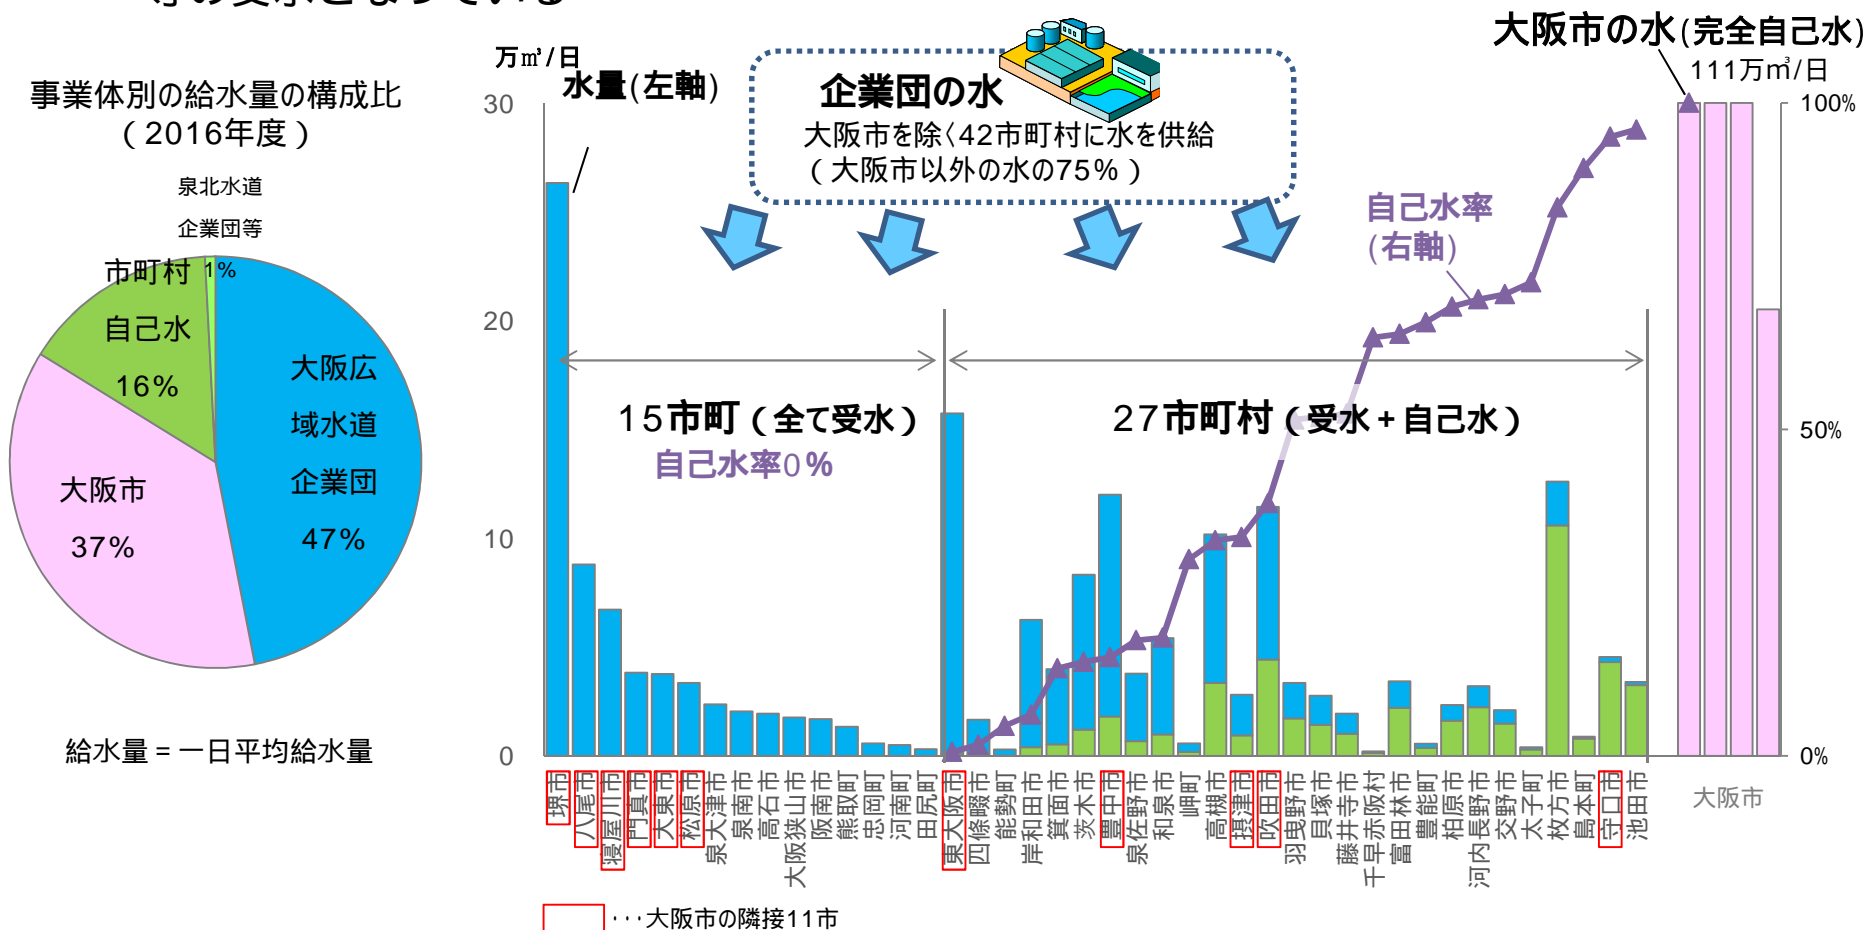 事業体別の給水量の構成比
（2016年度）
泉北水道
企業団等
1%
市町村
自己水
16%
大阪広
域水道
企業団
47%
大阪市
37%
給水量＝一日平均給水量
万㎥/日
水量(左軸)
30
20
10
0
企業団の水
大阪市を除く42市町村に水を供給
（大阪市以外の水の75%）
大阪市の水(完全自己水)
111万㎥/日
自己水率
(右軸)
100%
50%
0%
15市町（全て受水）
自己水率0%
27市町村（受水+自己水）
堺市
八尾市
寝屋川市
門真市
大東市
松原市
泉大津市
泉南市
高石市
大阪狭山市
阪南市
熊取町
忠岡町
河南町
田尻町
東大阪市
四條畷市
能勢町
岸和田市
箕面市
茨木市
豊中市
泉佐野市
和泉市
岬町
高槻市
摂津市
吹田市
羽曳野市
貝塚市
藤井寺市
千早赤阪村
富田林市
豊能町
柏原市
河内長野市
交野市
太子町
枚方市
島本町
守口市
池田市
大阪市
･･･大阪市の隣接11市